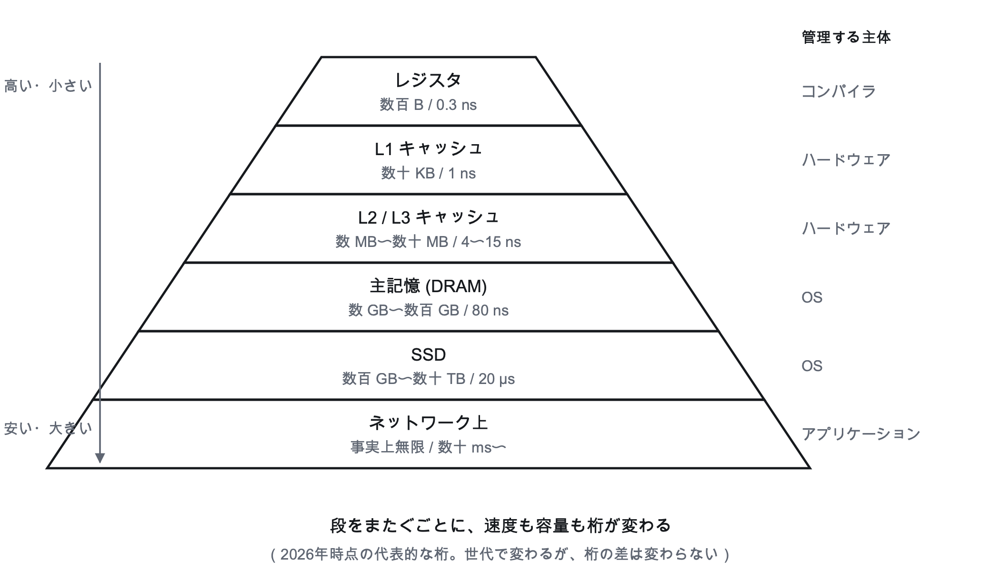 管理する主体
高い・小さい
レジスタ
数百 B / 0.3 ns
コンパイラ
L1 キャッシュ
数十 KB / 1 ns
ハードウェア
L2 / L3 キャッシュ
数 MB〜数十 MB / 4〜15 ns
ハードウェア
主記憶 (DRAM)
数 GB〜数百 GB / 80 ns
OS
SSD
数百 GB〜数十 TB / 20 µs
OS
安い・大きい
ネットワーク上
事実上無限 / 数十 ms〜
アプリケーション
段をまたぐごとに、速度も容量も桁が変わる
（2026年時点の代表的な桁。世代で変わるが、桁の差は変わらない）